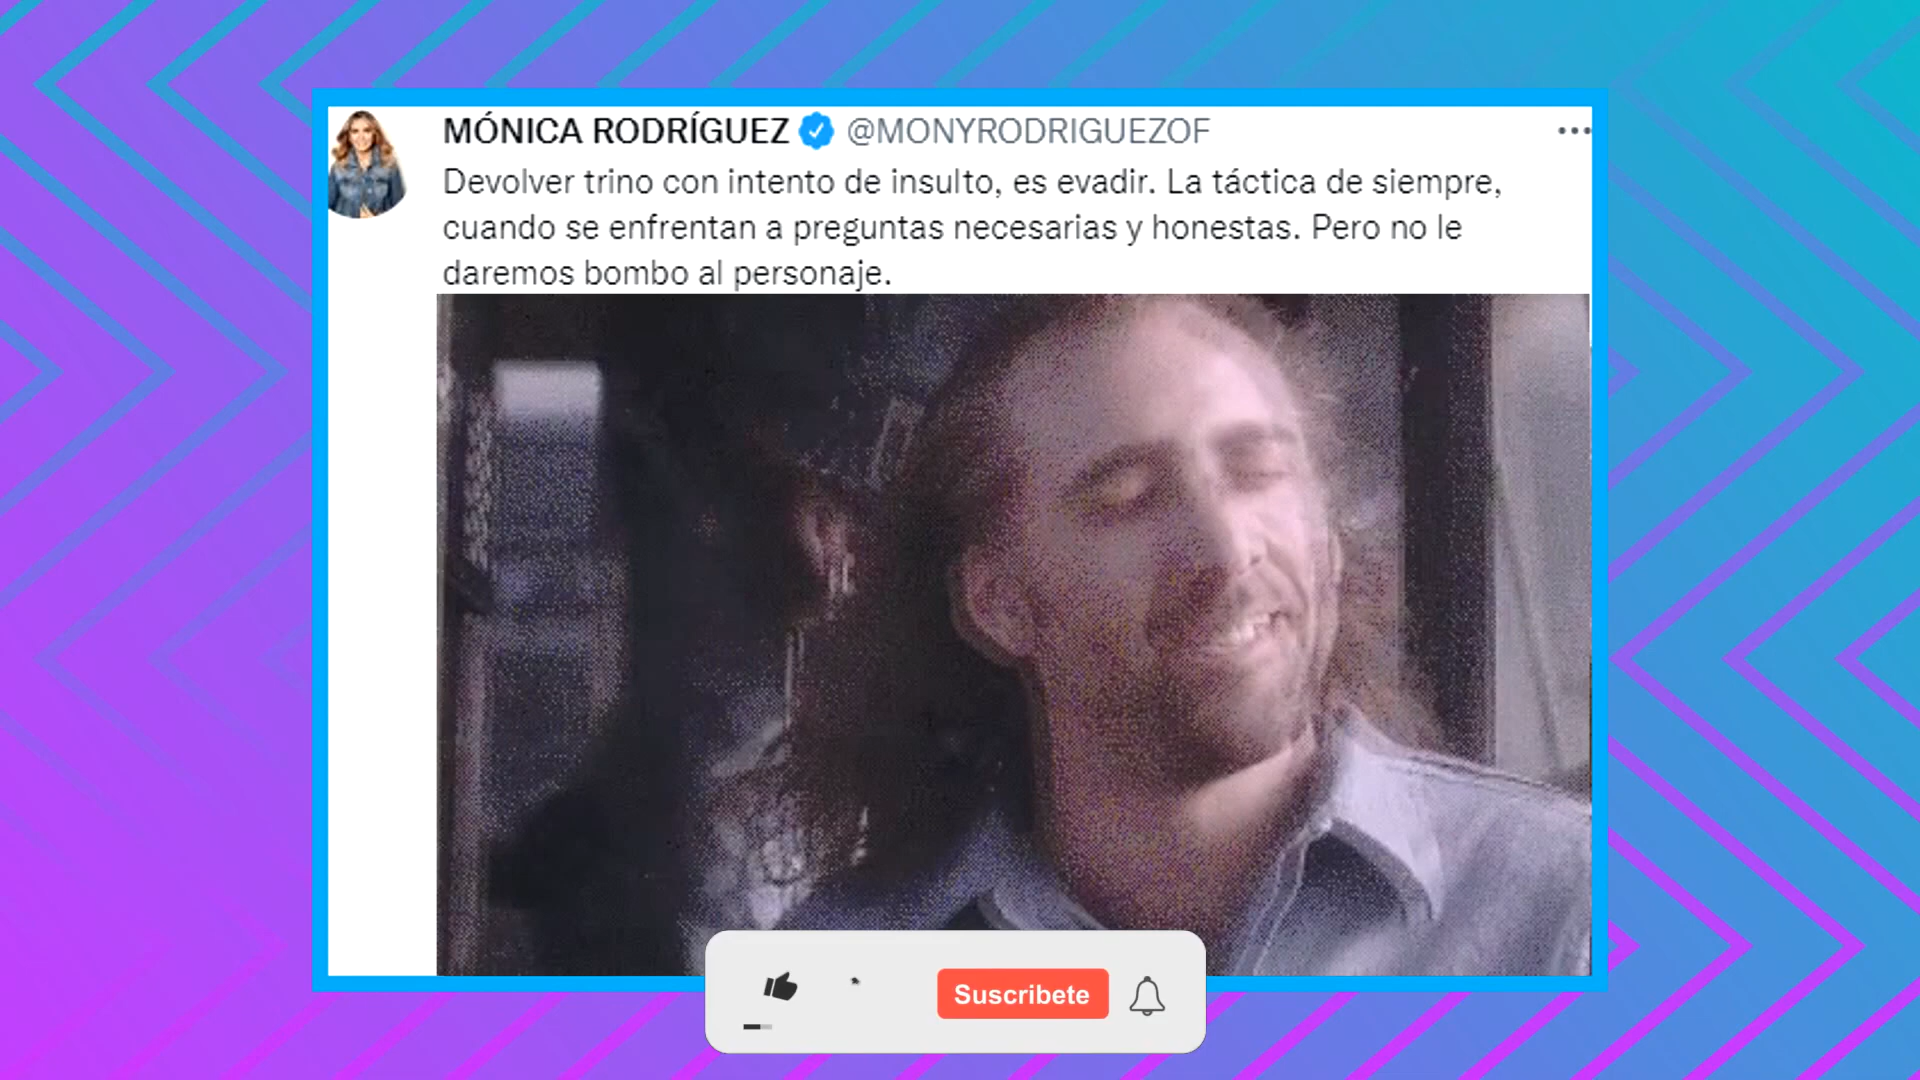 MÓNICA RODRÍGUEZ @MONYRODRIGUEZOF
Devolver trino con intento de insulto, es evadir. La táctica de siempre,
cuando se enfrentan a preguntas necesarias y honestas. Pero no le
daremos bombo al personaje.
Suscribete